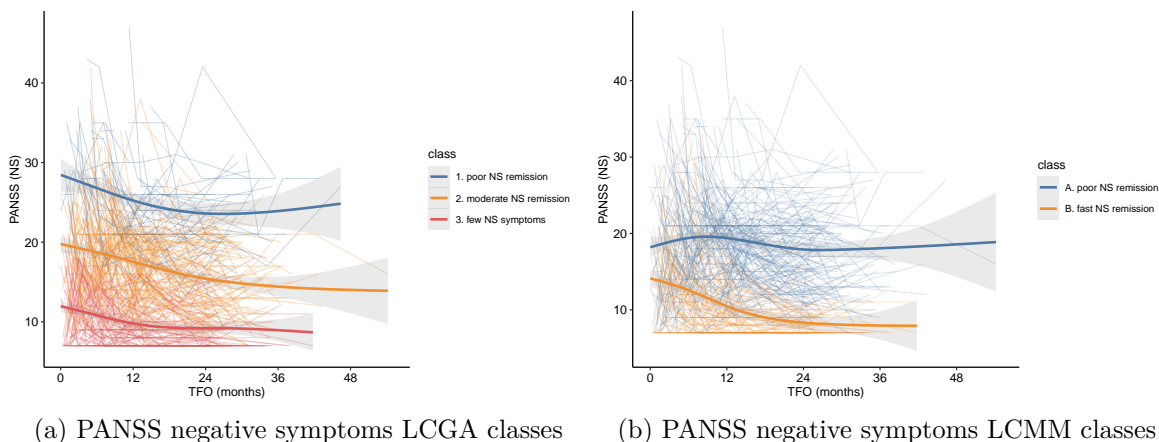 40
30
20
10
PANSS (NS)
0
12
24
36
48
TFO (months)
class
1. poor NS remission
2. moderate NS remission
3. few NS symptoms
(a) PANSS negative symptoms LCGA classes
40
30
20
10
PANSS (NS)
0
12
24
36
48
TFO (months)
class
A. poor NS remission
B. fast NS remission
(b) PANSS negative symptoms LCMM classes